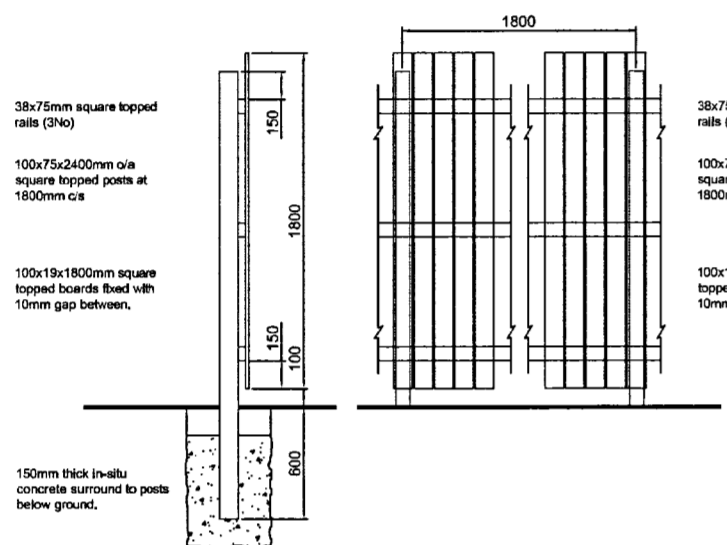 38x75mm square topped
rails (3No)
100x75x2400mm o/a
square topped posts at
1800mm c/s
100x19x1800mm square
topped boards fixed with
10mm gap between.
150mm thick in-situ
concrete surround to posts
below ground.
150
1800
150
100
600
1800
38x75
rails (
100x7
squar
1800m
100x1
toppe
10mm